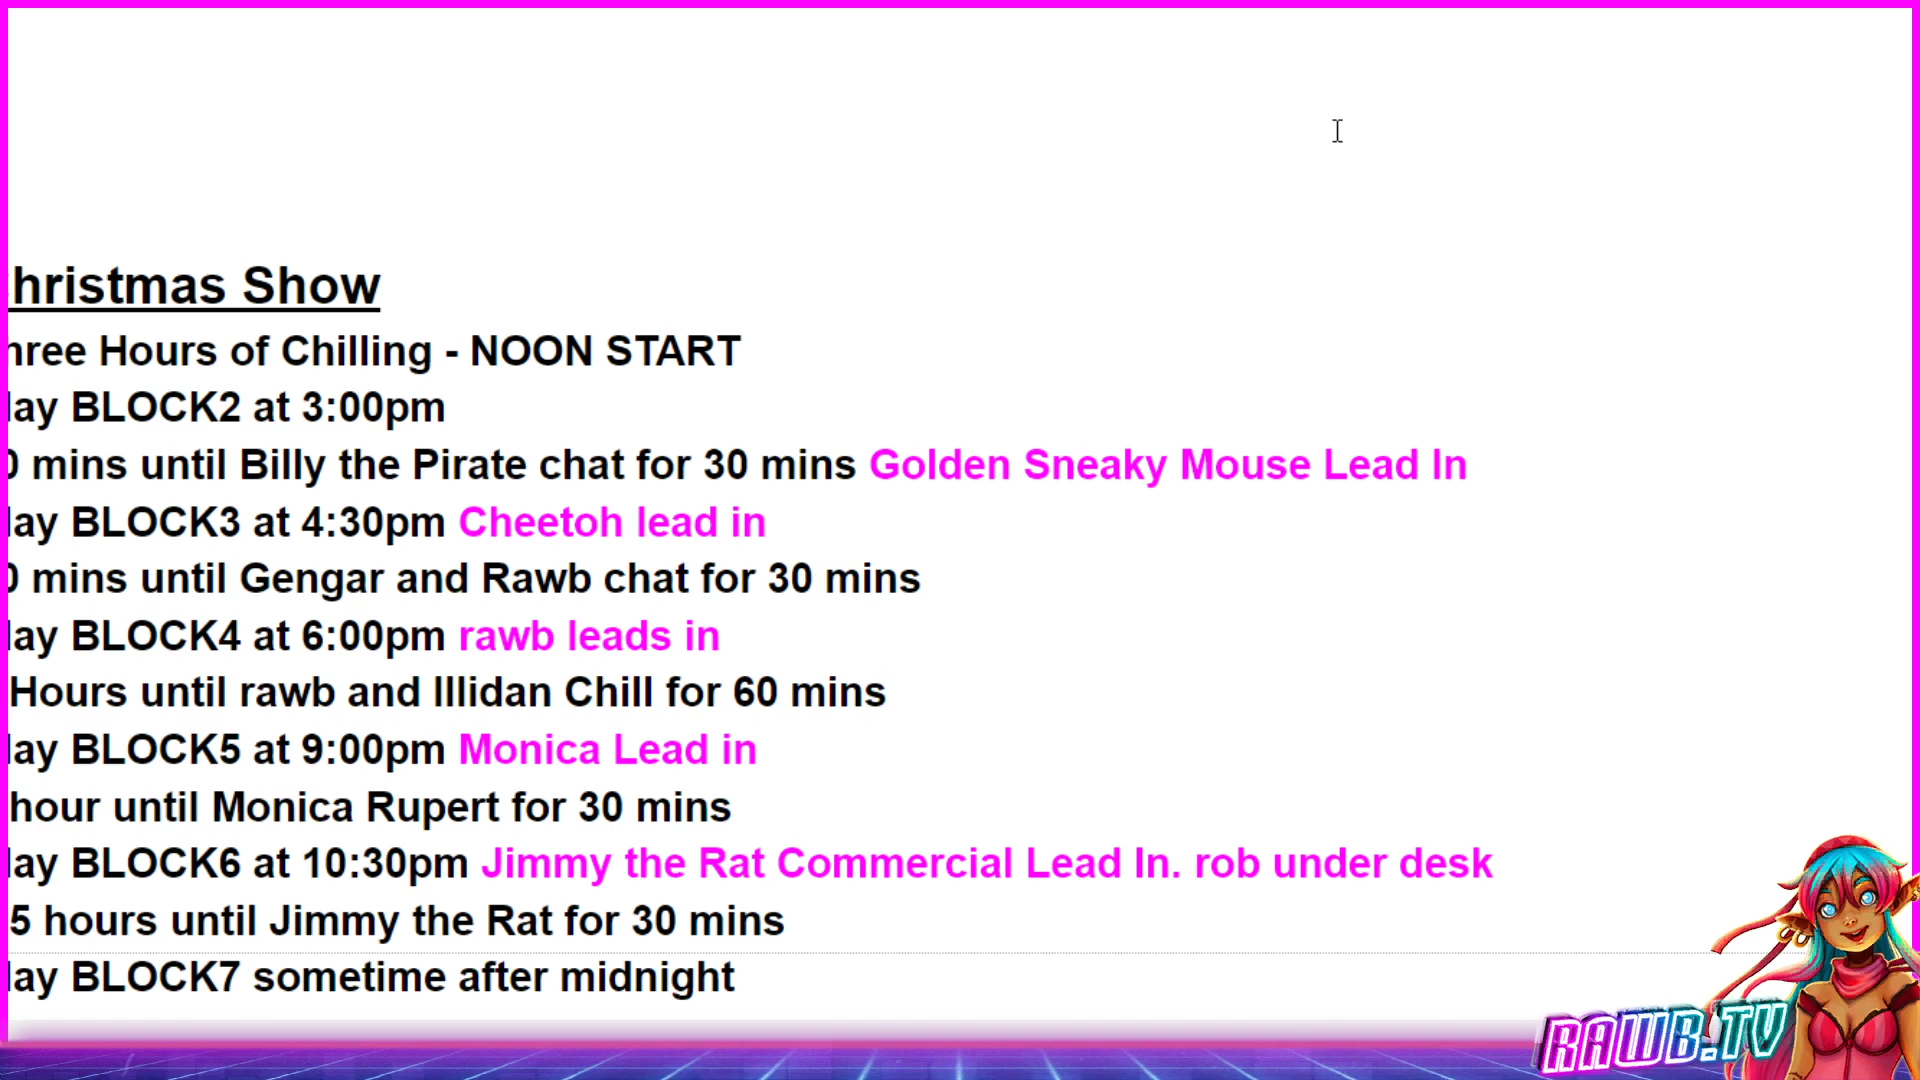 hristmas Show
hree Hours of Chilling - NOON START
lay BLOCK2 at 3:00pm
0 mins until Billy the Pirate chat for 30 mins Golden Sneaky Mouse Lead In
lay BLOCK3 at 4:30pm Cheetoh lead in
0 mins until Gengar and Rawb chat for 30 mins
lay BLOCK4 at 6:00pm rawb leads in
Hours until rawb and Illidan Chill for 60 mins
lay BLOCK5 at 9:00pm Monica Lead in
hour until Monica Rupert for 30 mins
lay BLOCK6 at 10:30pm Jimmy the Rat Commercial Lead In. rob under desk
5 hours until Jimmy the Rat for 30 mins
lay BLOCK7 sometime after midnight
RAWB.TV